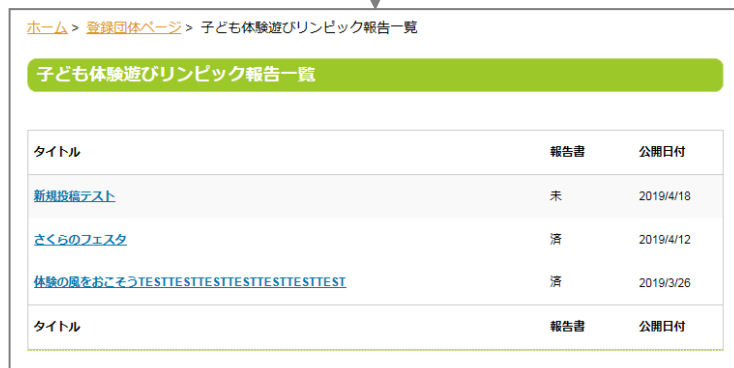 ホーム > 登録団体ページ > 子ども体験遊びリンピック報告一覧
子ども体験遊びリンピック報告一覧
タイトル 報告書 公開日付
新規投稿テスト 未 2019/4/18
さくらのフェスタ 済 2019/4/12
体験の風をおこそうTESTTESTTESTTESTTESTTESTTEST 済 2019/3/26
タイトル 報告書 公開日付